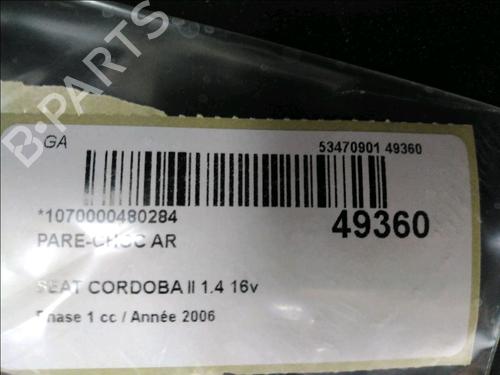 B-PARTS
GA
53470901 49360
*1070000480284
49360
PARE-CHOC AR
SEAT CORDOBA II 1.4 16v
Phase 1 cc / Année 2006